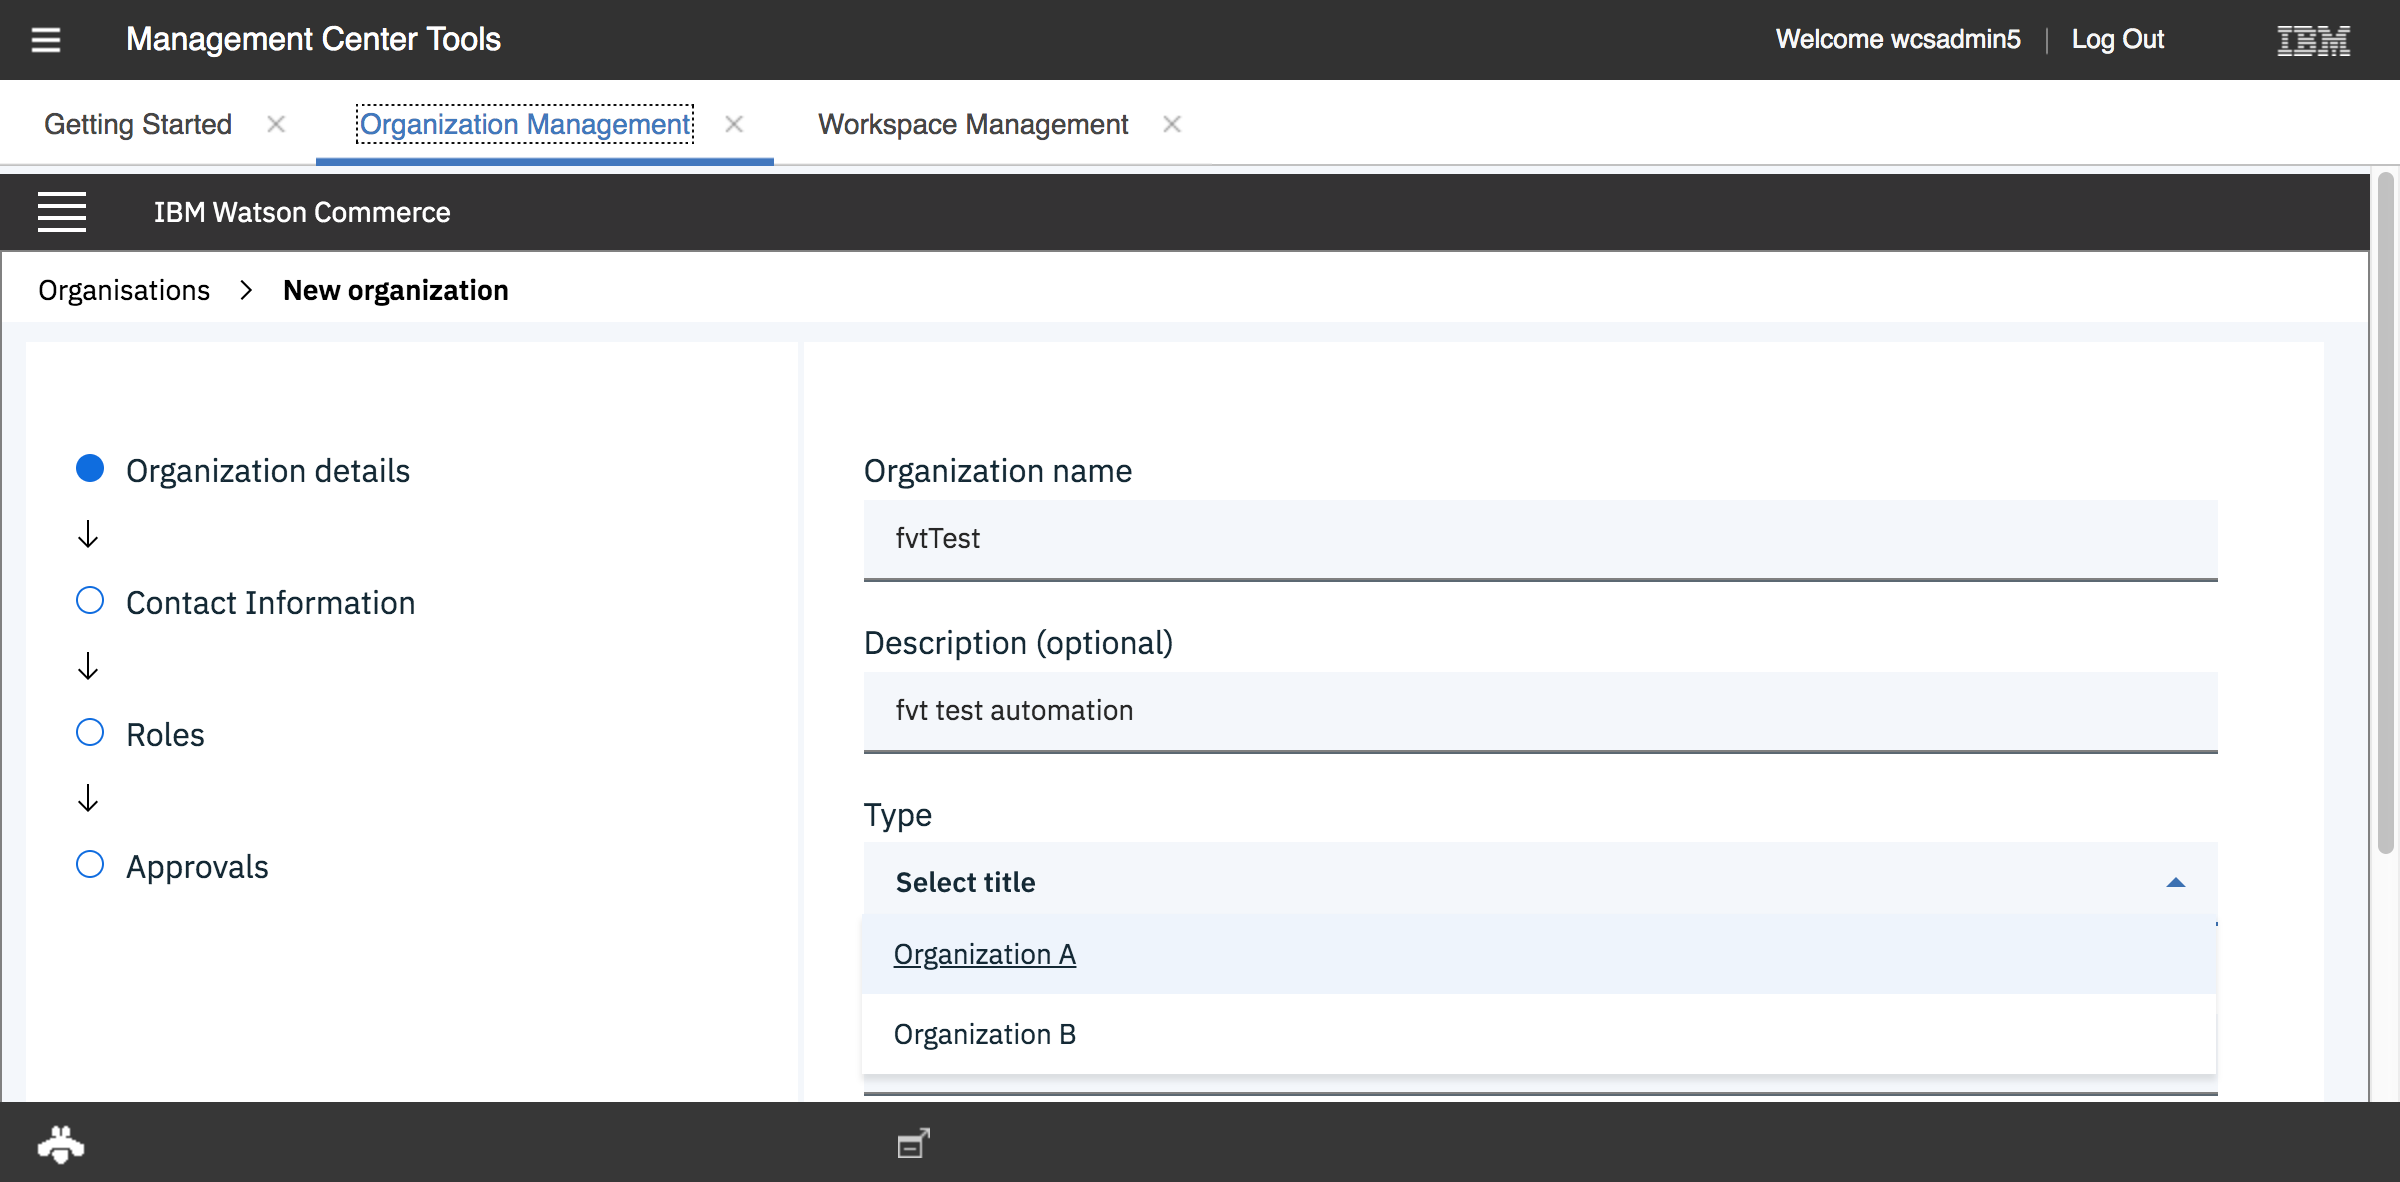 Management Center Tools
Welcome wcsadmin5 | Log Out
IBM
Getting Started
Organization Management
Workspace Management
IBM Watson Commerce
Organisations > New organization
Organization details
Contact Information
Roles
Approvals
Organization name
fvtTest
Description (optional)
fvt test automation
Type
Select title
Organization A
Organization B